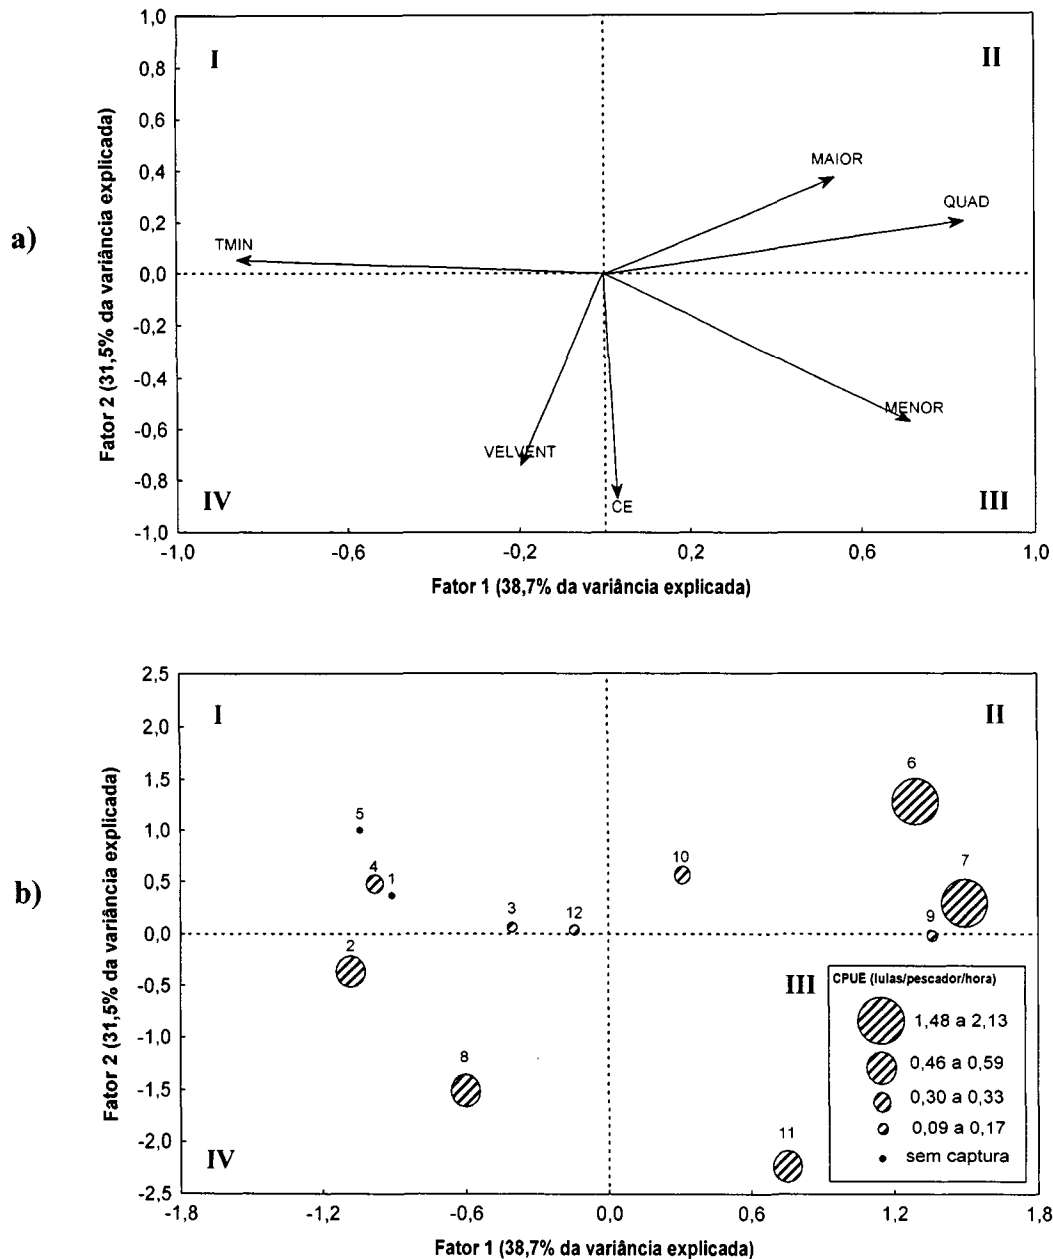 a)
Fator 2 (31,5% da variância explicada)
1,0
0,8
0,6
0,4
0,2
0,0
-0,2
-0,4
-0,6
-0,8
-1,0
I
II
MAIOR
QUAD
TMIN
MENOR
VELVENT
CE
IV
III
-1,0 -0,6 -0,2 0,2 0,6 1,0
Fator 1 (38,7% da variância explicada)
b)
Fator 2 (31,5% da variância explicada)
2,5
2,0
1,5
1,0
0,5
0,0
-0,5
-1,0
-1,5
-2,0
-2,5
I
II
6
5
4
1
10
7
3
12
9
2
8
11
III
IV
CPUE (lulas/pescador/hora)
1,48 a 2,13
0,46 a 0,59
0,30 a 0,33
0,09 a 0,17
sem captura
-1,8 -1,2 -0,6 0,0 0,6 1,2 1,8
Fator 1 (38,7% da variância explicada)